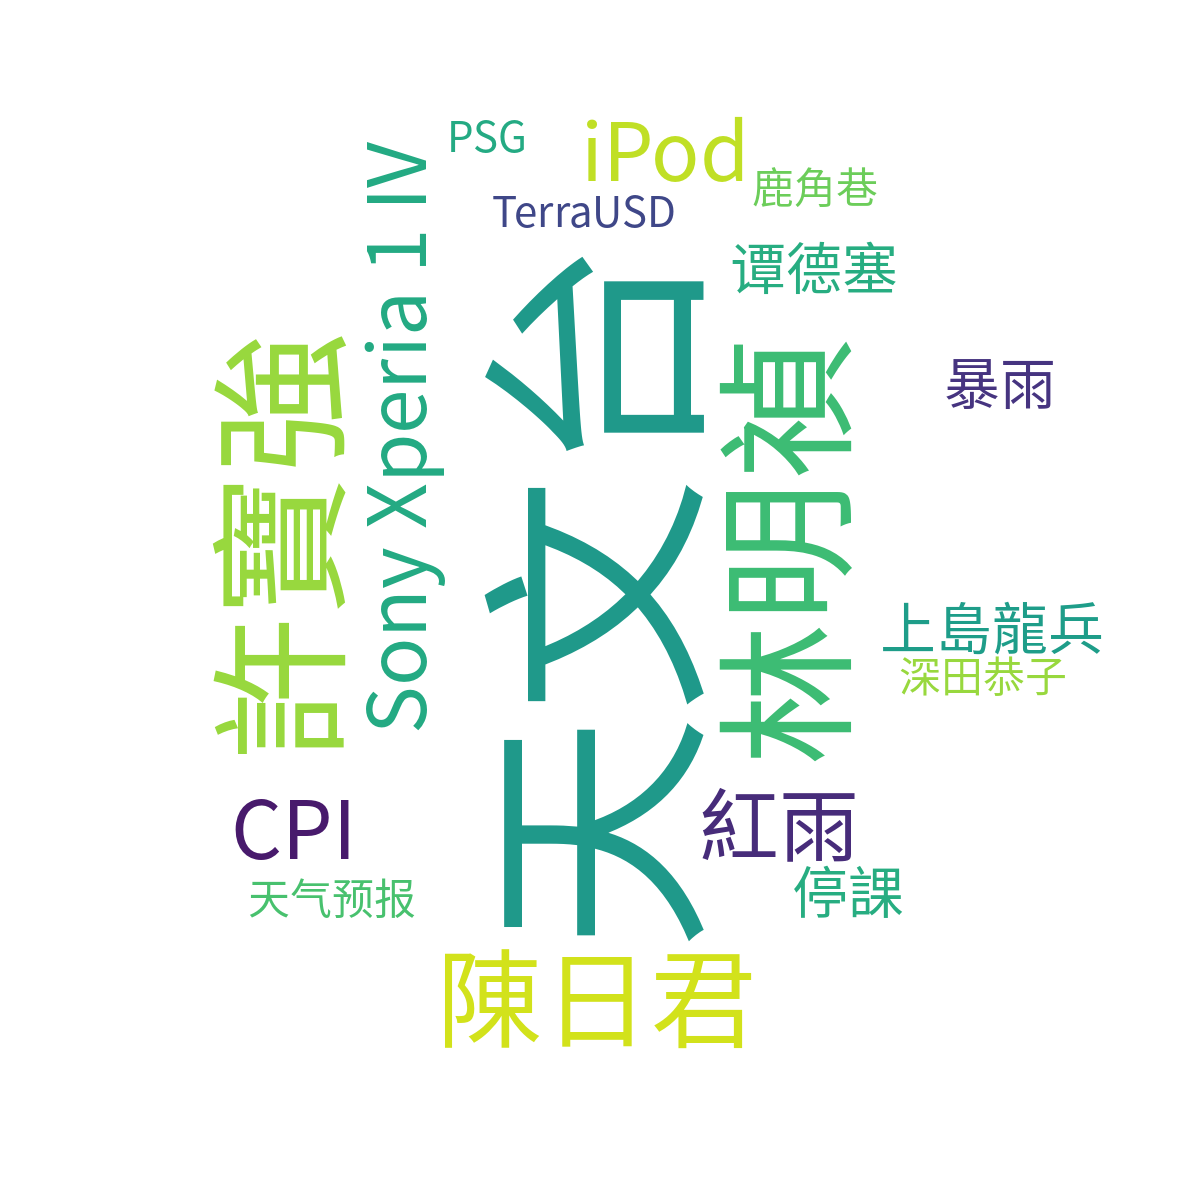 PSG
iPod
鹿角巷
TerraUSD
谭德塞
Sony Xperia 1 IV
天文台
許寶強
林明禎
暴雨
上島龍兵
深田恭子
CPI
紅雨
天气预报
停課
陳日君